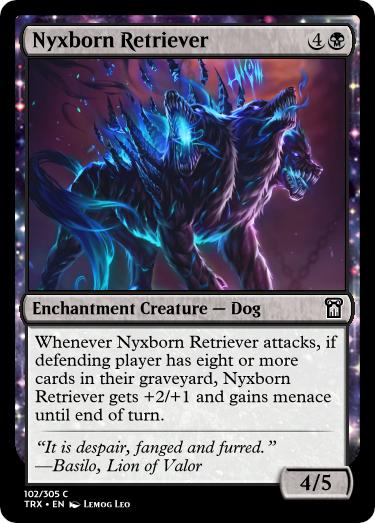 Nyxborn Retriever 4
Enchantment Creature — Dog
Whenever Nyxborn Retriever attacks, if
defending player has eight or more
cards in their graveyard, Nyxborn
Retriever gets +2/+1 and gains menace
until end of turn.
“It is despair, fanged and furred.”
—Basilo, Lion of Valor
4/5
102/305 C
TRX • EN Lemog Leo